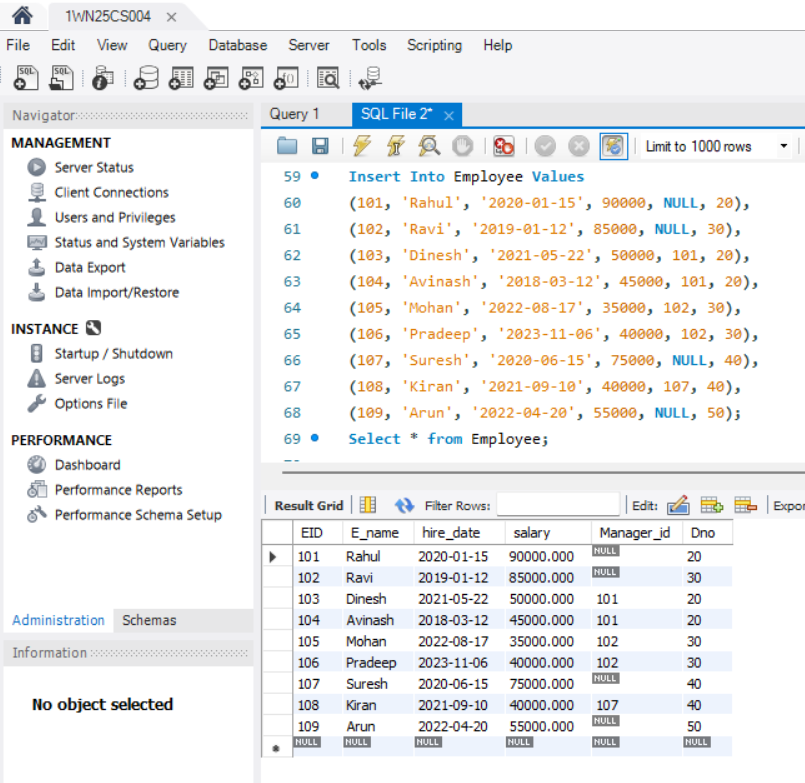 1WN25CS004 ×
File Edit View Query Database Server Tools Scripting Help
Navigator
MANAGEMENT
Server Status
Client Connections
Users and Privileges
Status and System Variables
Data Export
Data Import/Restore
INSTANCE
Startup / Shutdown
Server Logs
Options File
PERFORMANCE
Dashboard
Performance Reports
Performance Schema Setup
Administration Schemas
Information
No object selected
Query 1 SQL File 2* ×
Limit to 1000 rows
59 Insert Into Employee Values
60 (101, 'Rahul', '2020-01-15', 90000, NULL, 20),
61 (102, 'Ravi', '2019-01-12', 85000, NULL, 30),
62 (103, 'Dinesh', '2021-05-22', 50000, 101, 20),
63 (104, 'Avinash', '2018-03-12', 45000, 101, 20),
64 (105, 'Mohan', '2022-08-17', 35000, 102, 30),
65 (106, 'Pradeep', '2023-11-06', 40000, 102, 30),
66 (107, 'Suresh', '2020-06-15', 75000, NULL, 40),
67 (108, 'Kiran', '2021-09-10', 40000, 107, 40),
68 (109, 'Arun', '2022-04-20', 55000, NULL, 50);
69 Select * from Employee;
Result Grid Filter Rows: Edit:
EID E_name hire_date salary Manager_id Dno
101 Rahul 2020-01-15 90000.000 NULL 20
102 Ravi 2019-01-12 85000.000 NULL 30
103 Dinesh 2021-05-22 50000.000 101 20
104 Avinash 2018-03-12 45000.000 101 20
105 Mohan 2022-08-17 35000.000 102 30
106 Pradeep 2023-11-06 40000.000 102 30
107 Suresh 2020-06-15 75000.000 NULL 40
108 Kiran 2021-09-10 40000.000 107 40
109 Arun 2022-04-20 55000.000 NULL 50
NULL NULL NULL NULL NULL NULL